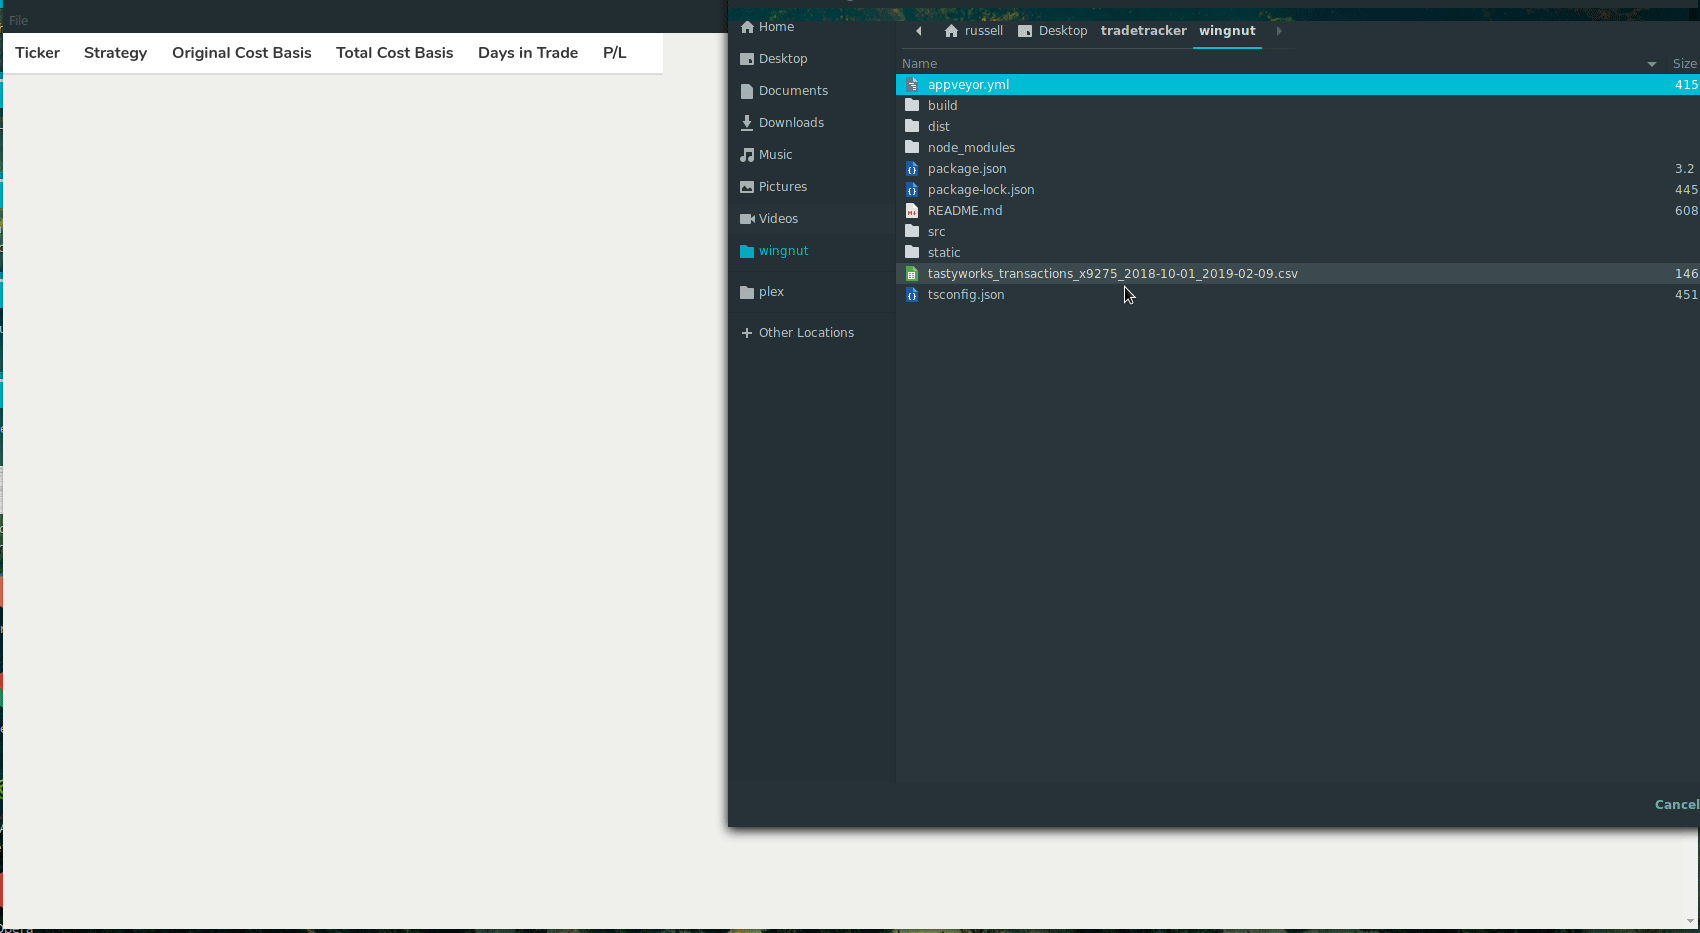 File
Ticker Strategy Original Cost Basis Total Cost Basis Days in Trade P/L
Home
Desktop
Documents
Downloads
Music
Pictures
Videos
wingnut
plex
Other Locations
russell Desktop tradetracker wingnut
Name Size
appveyor.yml 415
build
dist
node_modules
package.json 3.2
package-lock.json 445
README.md 608
src
static
tastyworks_transactions_x9275_2018-10-01_2019-02-09.csv 146
tsconfig.json 451
Cancel